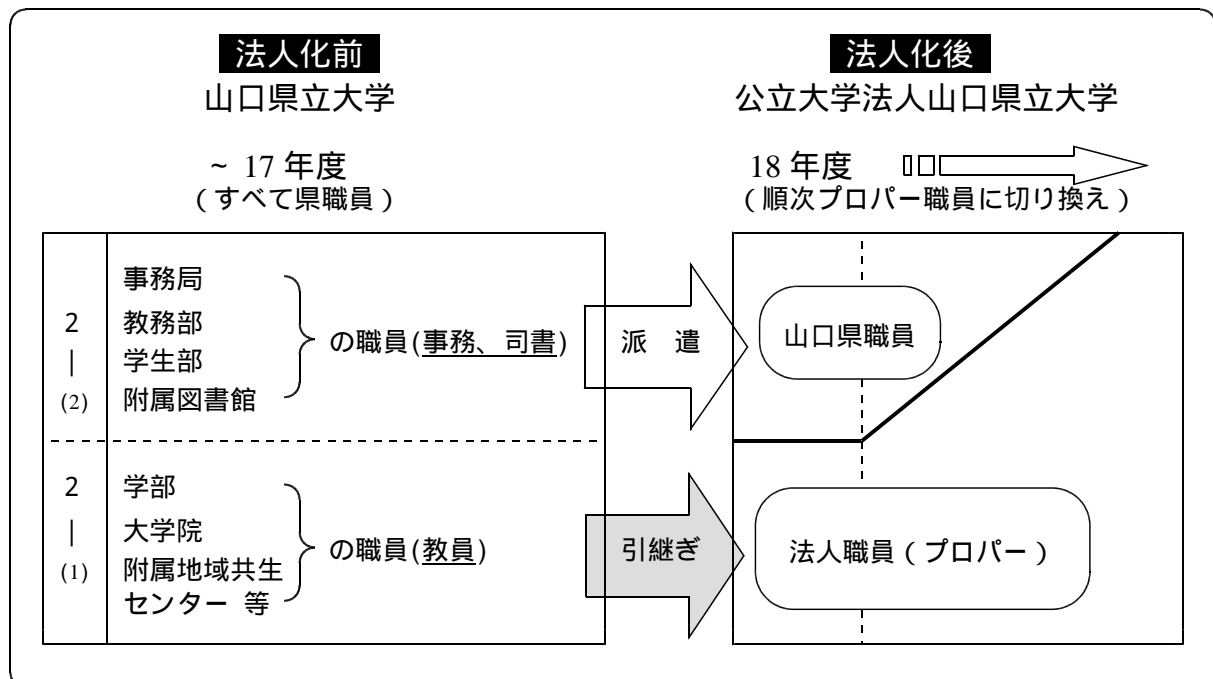 法人化前
山口県立大学
~ 17 年度
(すべて県職員)
2
|
(2)
事務局
教務部
学生部
附属図書館
の職員(事務、司書)
2
|
(1)
学部
大学院
附属地域共生
センター 等
の職員(教員)
派 遣
引継ぎ
法人化後
公立大学法人山口県立大学
18 年度
(順次プロパー職員に切り換え)
山口県職員
法人職員(プロパー)